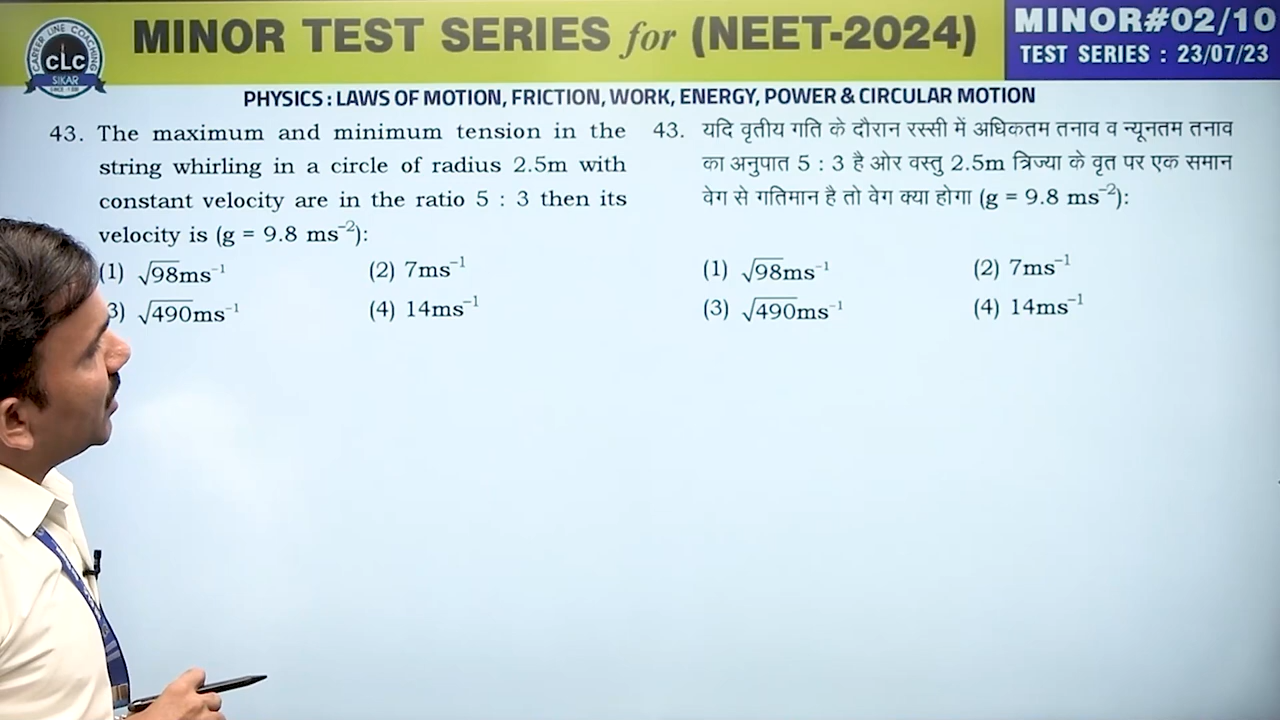 MINOR TEST SERIES for (NEET-2024)
MINOR#02/10
TEST SERIES : 23/07/23
CAREER LINE COACHING
CLC
SIKAR
PHYSICS : LAWS OF MOTION, FRICTION, WORK, ENERGY, POWER & CIRCULAR MOTION
43. The maximum and minimum tension in the
string whirling in a circle of radius 2.5m with
constant velocity are in the ratio 5 : 3 then its
velocity is (g = 9.8 ms⁻²):
(1) √98ms⁻¹ (2) 7ms⁻¹
3) √490ms⁻¹ (4) 14ms⁻¹
43. यदि वृतीय गति के दौरान रस्सी में अधिकतम तनाव व न्यूनतम तनाव
का अनुपात 5 : 3 है ओर वस्तु 2.5m त्रिज्या के वृत पर एक समान
वेग से गतिमान है तो वेग क्या होगा (g = 9.8 ms⁻²):
(1) √98ms⁻¹ (2) 7ms⁻¹
(3) √490ms⁻¹ (4) 14ms⁻¹